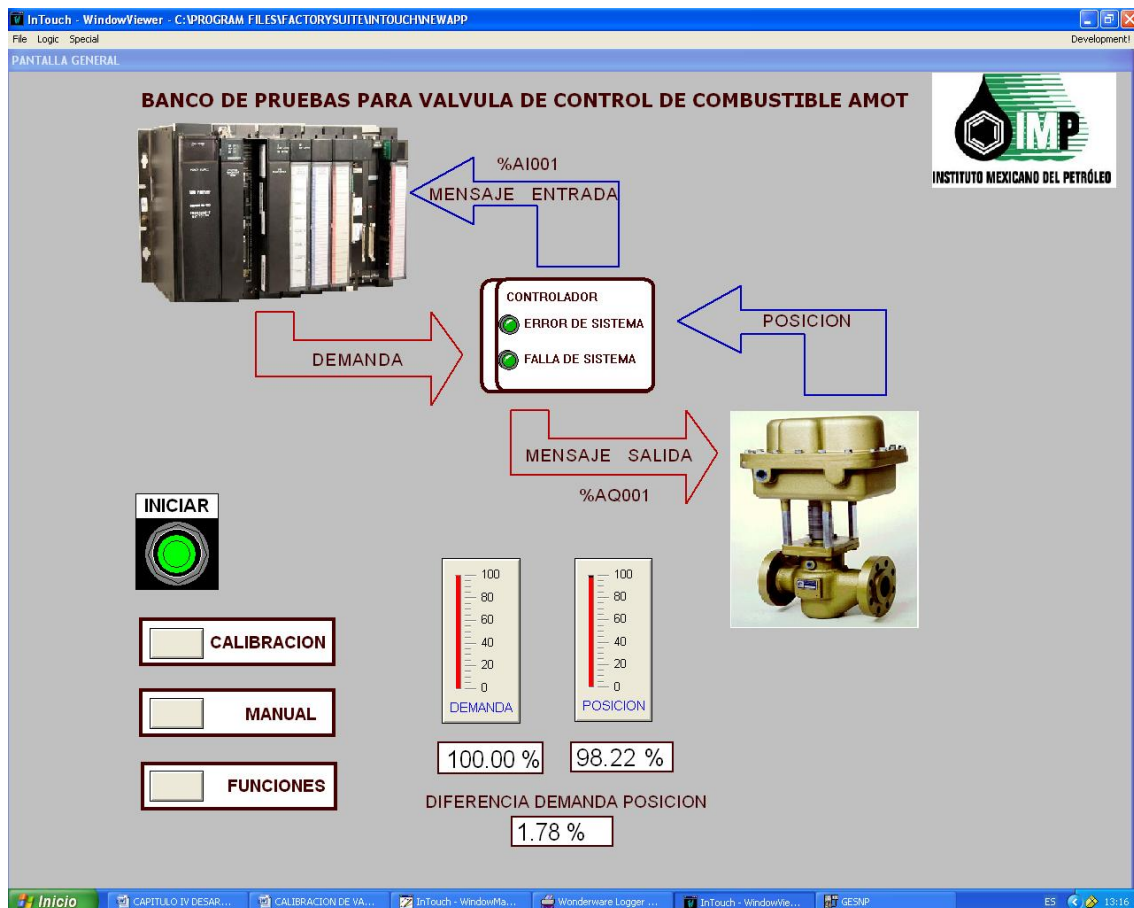 InTouch - WindowViewer - C:\PROGRAM FILES\FACTORYSUITE\INTOUCH\NEWAPP
File Logic Special
Development!
PANTALLA GENERAL
BANCO DE PRUEBAS PARA VALVULA DE CONTROL DE COMBUSTIBLE AMOT
IMP
INSTITUTO MEXICANO DEL PETRÓLEO
%AI001
MENSAJE ENTRADA
CONTROLADOR
ERROR DE SISTEMA
FALLA DE SISTEMA
POSICION
DEMANDA
MENSAJE SALIDA
%AQ001
INICIAR
CALIBRACION
MANUAL
FUNCIONES
100
80
60
40
20
0
DEMANDA
100
80
60
40
20
0
POSICION
100.00 %
98.22 %
DIFERENCIA DEMANDA POSICION
1.78 %
Inicio
CAPITULO IV DESAR...
CALIBRACION DE VA...
InTouch - WindowMa...
Wonderware Logger ...
InTouch - WindowVie...
GESNP
ES
13:16